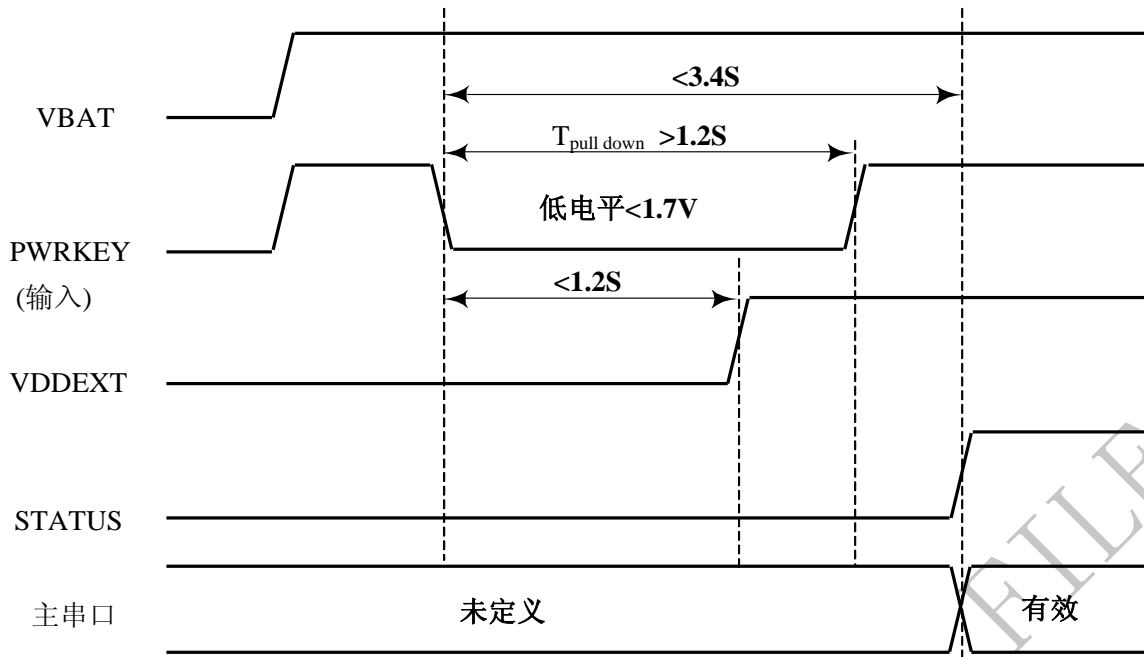 <3.4S
VBAT
Tpull down >1.2S
低电平<1.7V
PWRKEY
(输入)
<1.2S
VDDEXT
STATUS
主串口
未定义
有效
FILE